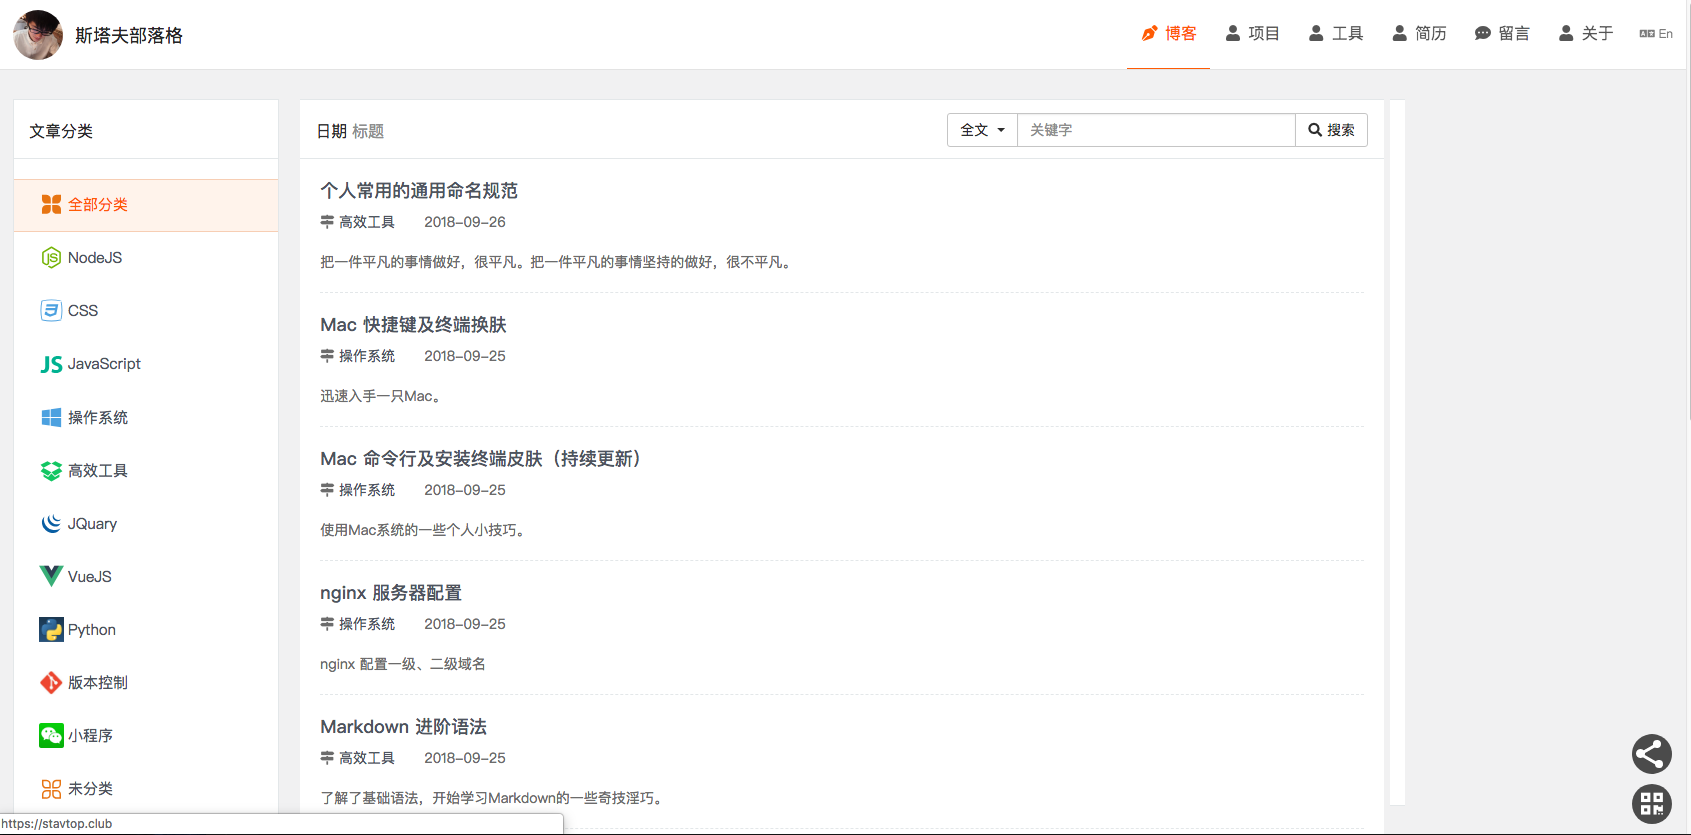 斯塔夫部落格
博客 项目 工具 简历 留言 关于 En
文章分类
全部分类
NodeJS
CSS
JavaScript
操作系统
高效工具
JQuary
VueJS
Python
版本控制
小程序
未分类
日期 标题
全文 关键字 搜索
个人常用的通用命名规范
高效工具 2018-09-26
把一件平凡的事情做好，很平凡。把一件平凡的事情坚持的做好，很不平凡。
Mac 快捷键及终端换肤
操作系统 2018-09-25
迅速入手一只Mac。
Mac 命令行及安装终端皮肤（持续更新）
操作系统 2018-09-25
使用Mac系统的一些个人小技巧。
nginx 服务器配置
操作系统 2018-09-25
nginx 配置一级、二级域名
Markdown 进阶语法
高效工具 2018-09-25
了解了基础语法，开始学习Markdown的一些奇技淫巧。
https://stavtop.club